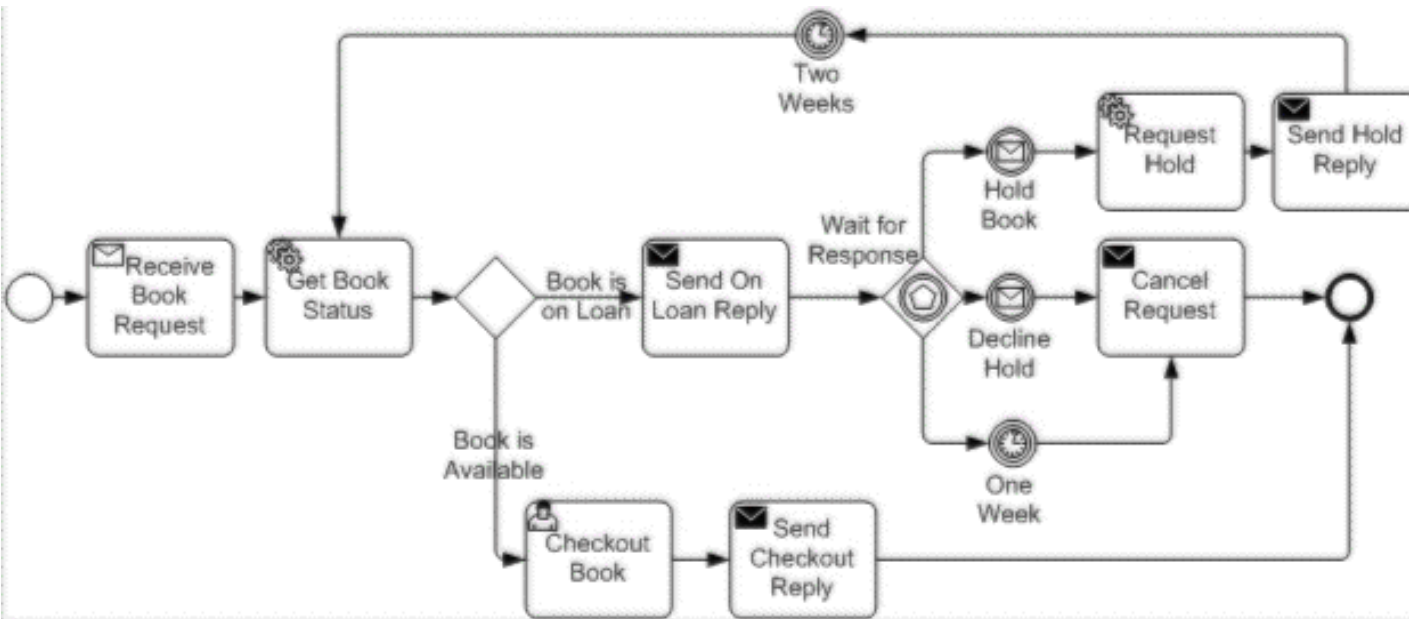 Two
Weeks
Request
Hold
Send Hold
Reply
Hold
Book
Wait for
Response
Receive
Book
Request
Get Book
Status
Book is
on Loan
Send On
Loan Reply
Decline
Hold
Cancel
Request
Book is
Available
One
Week
Checkout
Book
Send
Checkout
Reply